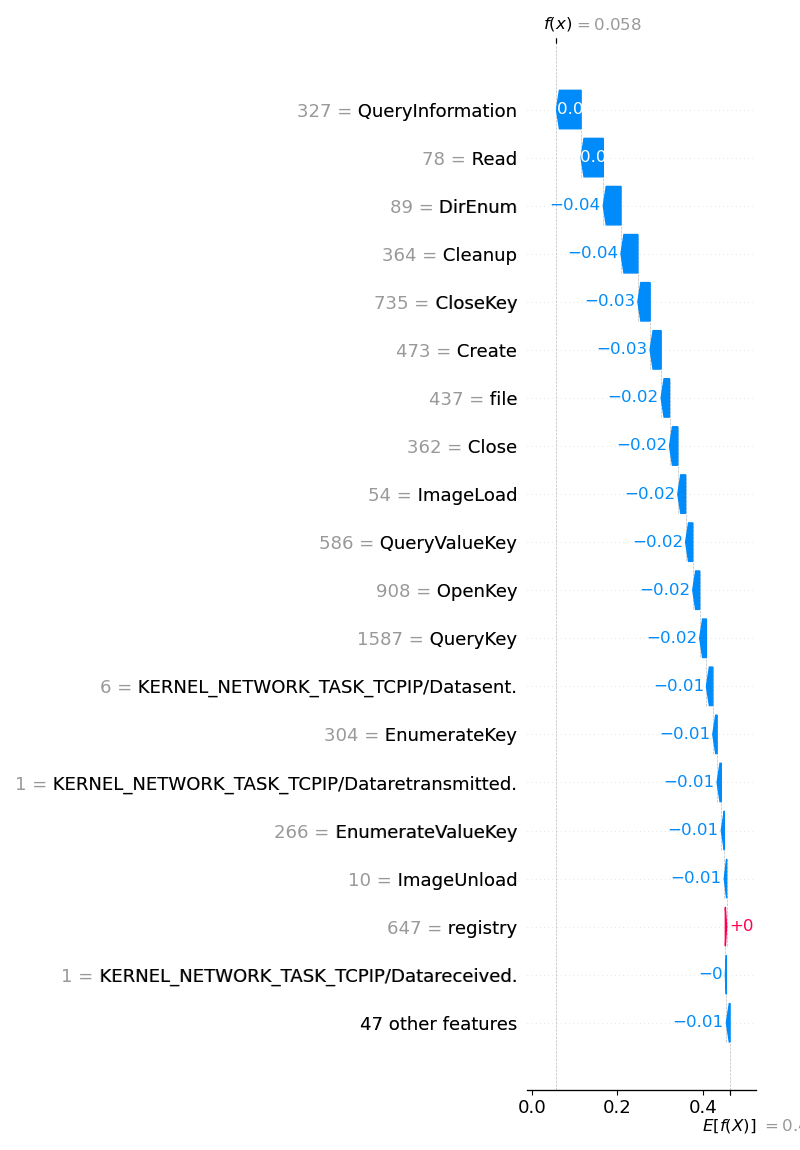 f(x) = 0.058
327 = QueryInformation
78 = Read
89 = DirEnum −0.04
364 = Cleanup −0.04
735 = CloseKey −0.03
473 = Create −0.03
437 = file −0.02
362 = Close −0.02
54 = ImageLoad −0.02
586 = QueryValueKey −0.02
908 = OpenKey −0.02
1587 = QueryKey −0.02
6 = KERNEL_NETWORK_TASK_TCPIP/Datasent. −0.01
304 = EnumerateKey −0.01
1 = KERNEL_NETWORK_TASK_TCPIP/Dataretransmitted. −0.01
266 = EnumerateValueKey −0.01
10 = ImageUnload −0.01
647 = registry +0
1 = KERNEL_NETWORK_TASK_TCPIP/Datareceived. −0
47 other features −0.01
0.0 0.2 0.4
E[f(X)] =